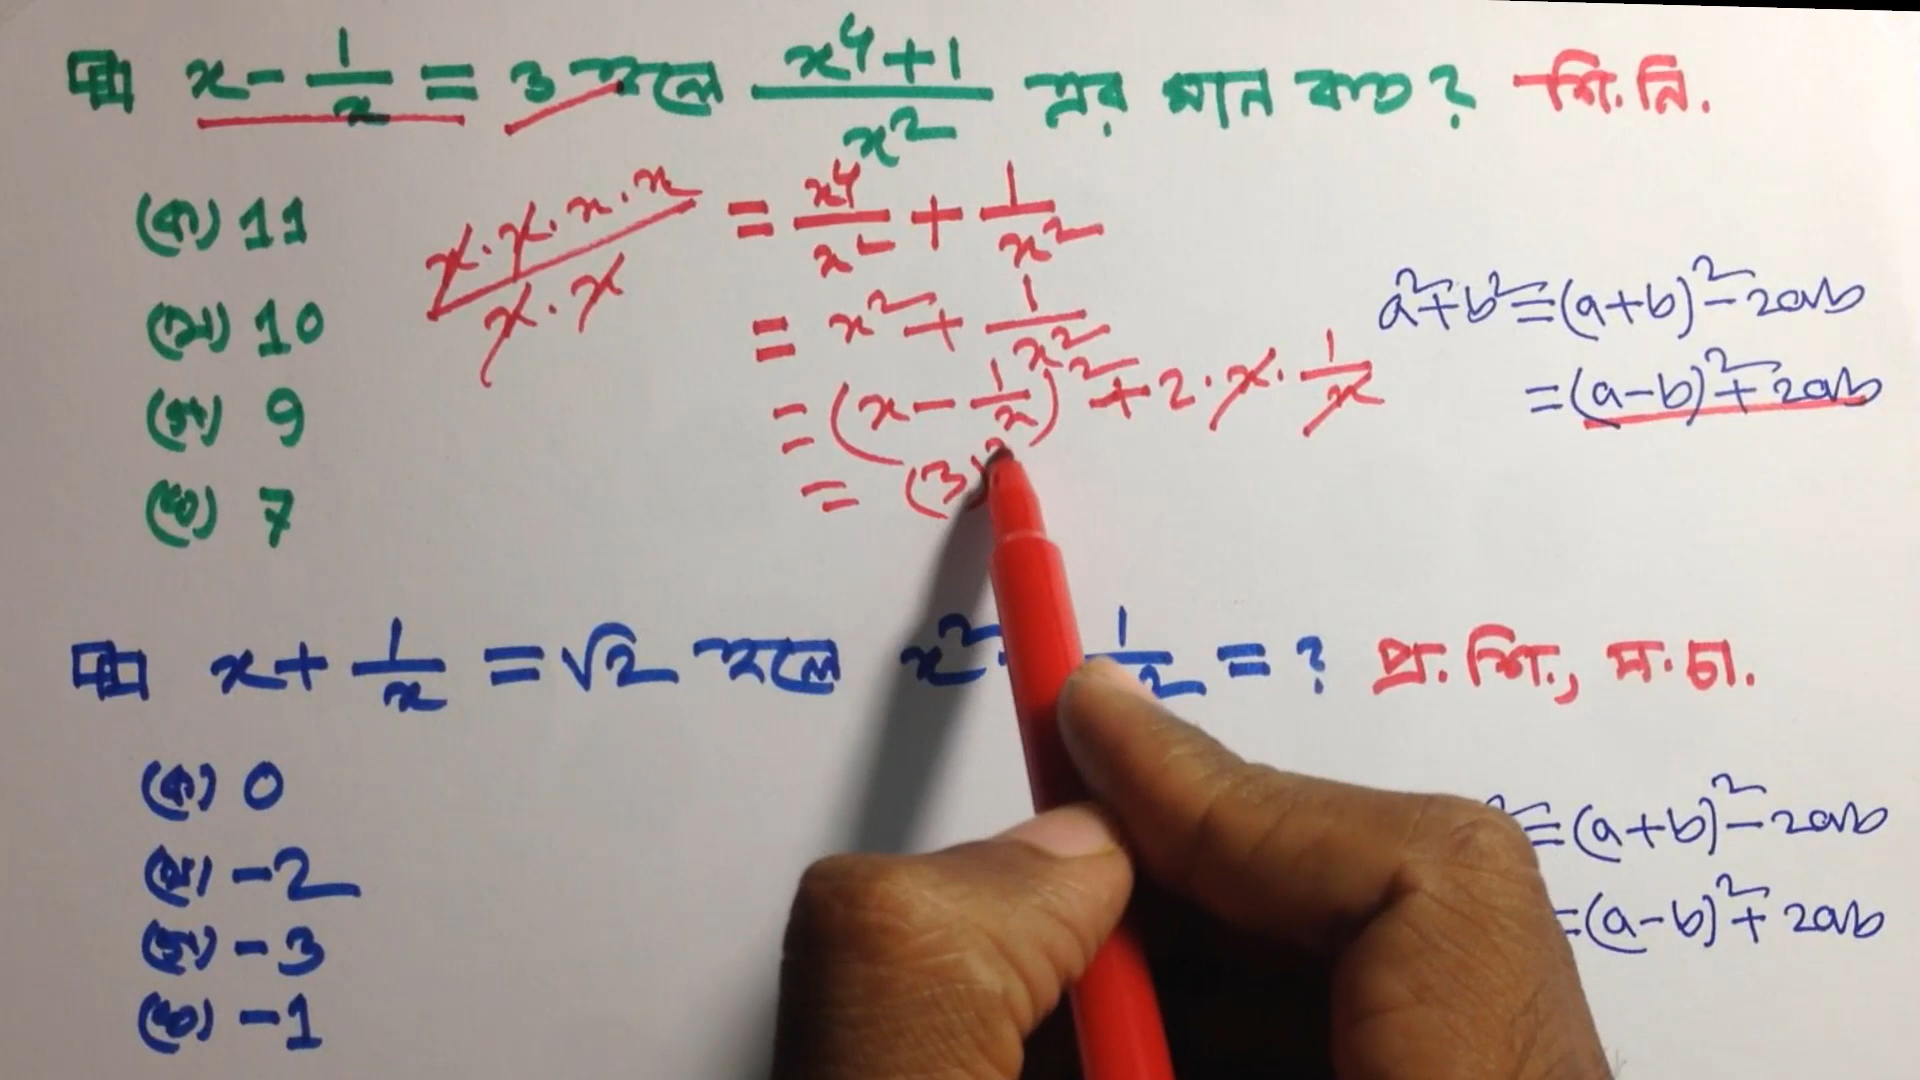 x - 1/x = 3 হলে (x⁴+1)/x² এর মান কত? শি. নি.
(ক) 11
(খ) 10
(গ) 9
(ঘ) 7
x·x·x·x / x·x
= x⁴/x² + 1/x²
= x² + 1/x²
= (x - 1/x)² + 2·x·1/x
= (3)²
a²+b² = (a+b)² - 2ab
= (a-b)² + 2ab
x + 1/x = √2 হলে x² 1/ 2 = ? প্র. শি., ম. চা.
(ক) 0
(খ) -2
(গ) -3
(ঘ) -1
= (a+b)² - 2ab
= (a-b)² + 2ab